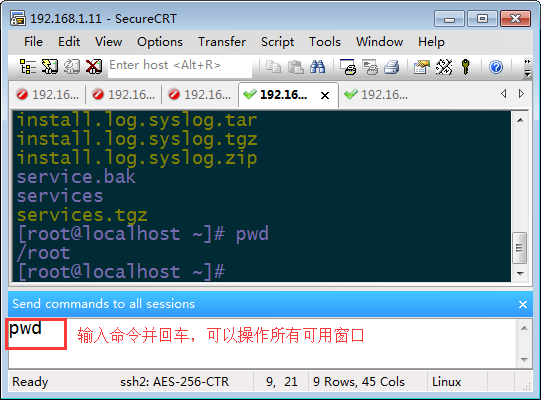 192.168.1.11 - SecureCRT
File Edit View Options Transfer Script Tools Window Help
Enter host <Alt+R>
192.16... 192.16... 192.16... 192.16... 192.16...
install.log.syslog.tar
install.log.syslog.tgz
install.log.syslog.zip
service.bak
services
services.tgz
[root@localhost ~]# pwd
/root
[root@localhost ~]#
Send commands to all sessions
pwd 输入命令并回车，可以操作所有可用窗口
Ready ssh2: AES-256-CTR 9, 21 9 Rows, 45 Cols Linux